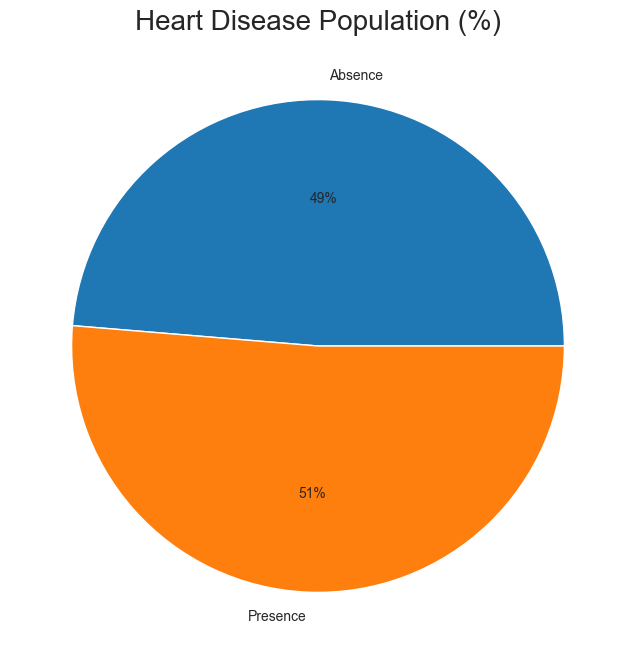 Heart Disease Population (%)
Absence
49%
51%
Presence